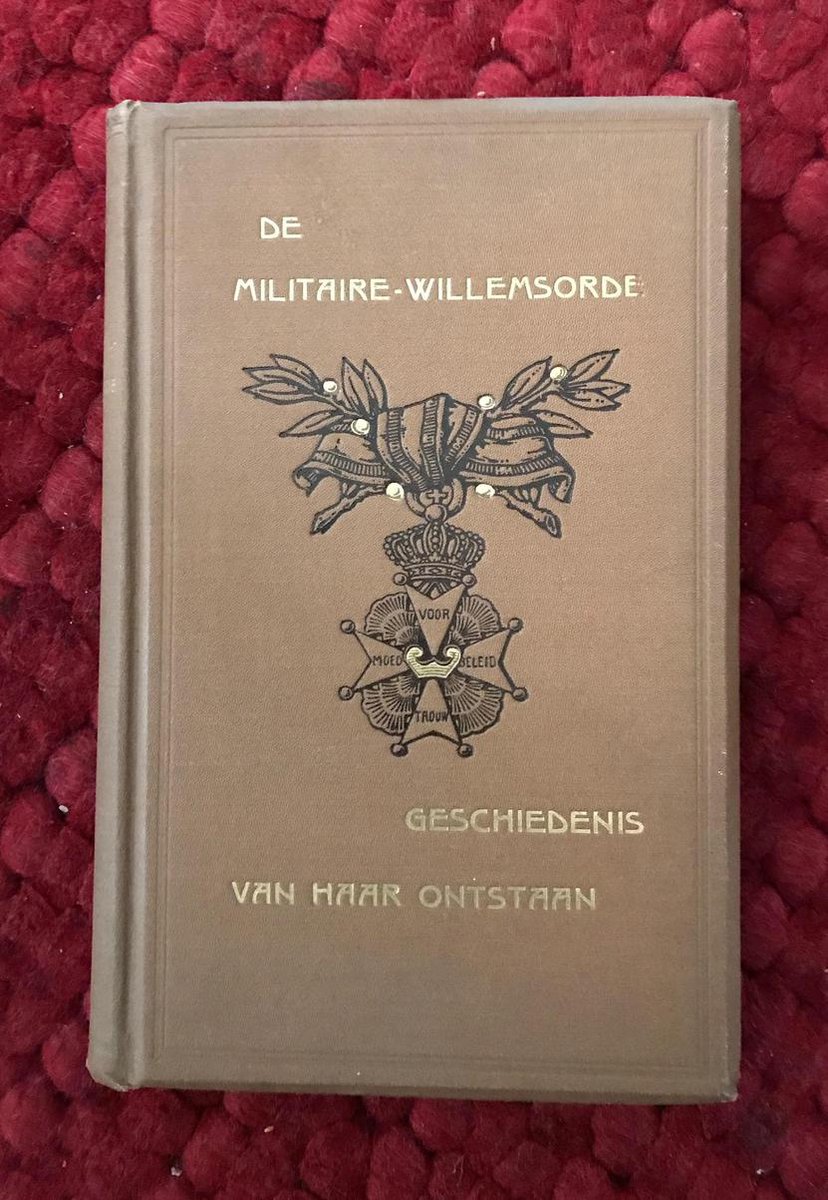 DE
MILITAIRE-WILLEMSORDE
VOOR
MOED BELEID
TROUW
GESCHIEDENIS
VAN HAAR ONTSTAAN